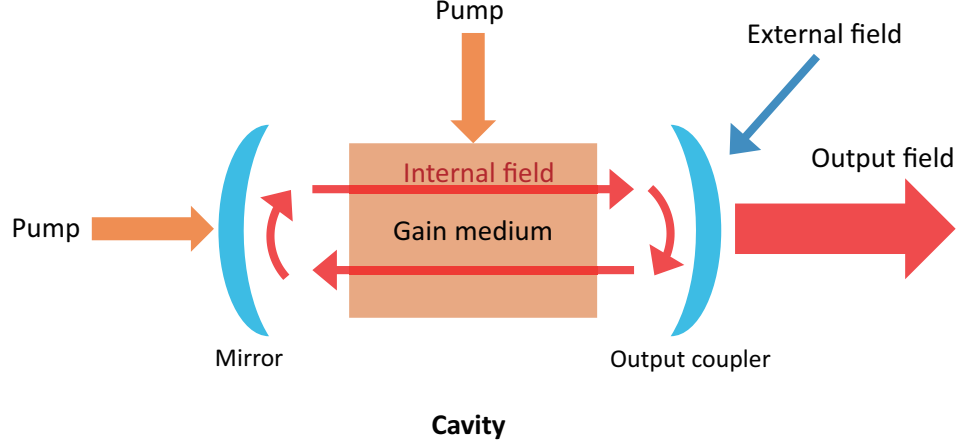 Pump
External field
Output field
Internal field
Pump
Gain medium
Mirror
Output coupler
Cavity